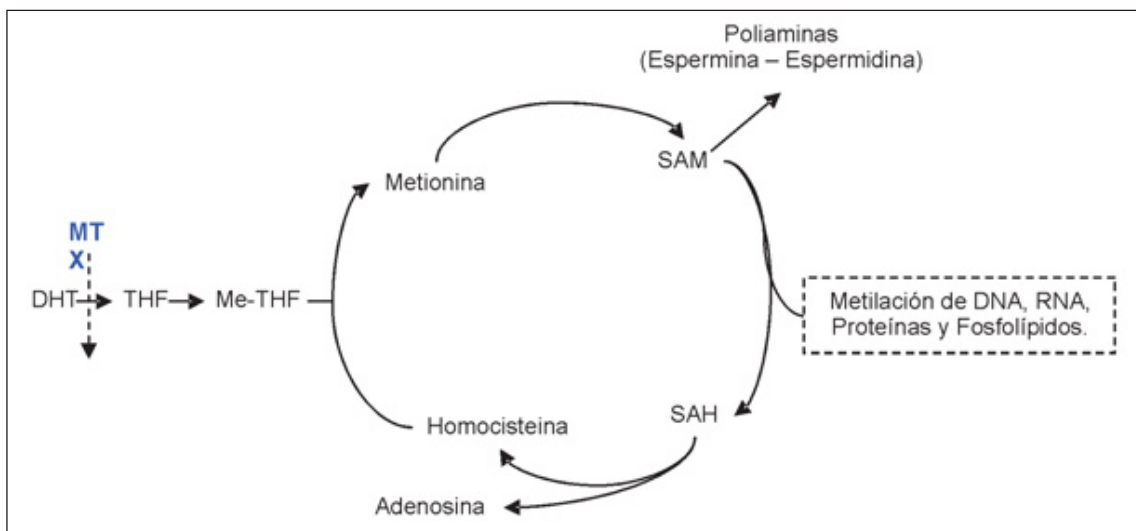 Poliaminas
(Espermina – Espermidina)
SAM
Metionina
MT
X
DHT
THF
Me-THF
Metilación de DNA, RNA,
Proteínas y Fosfolípidos.
SAH
Homocisteina
Adenosina